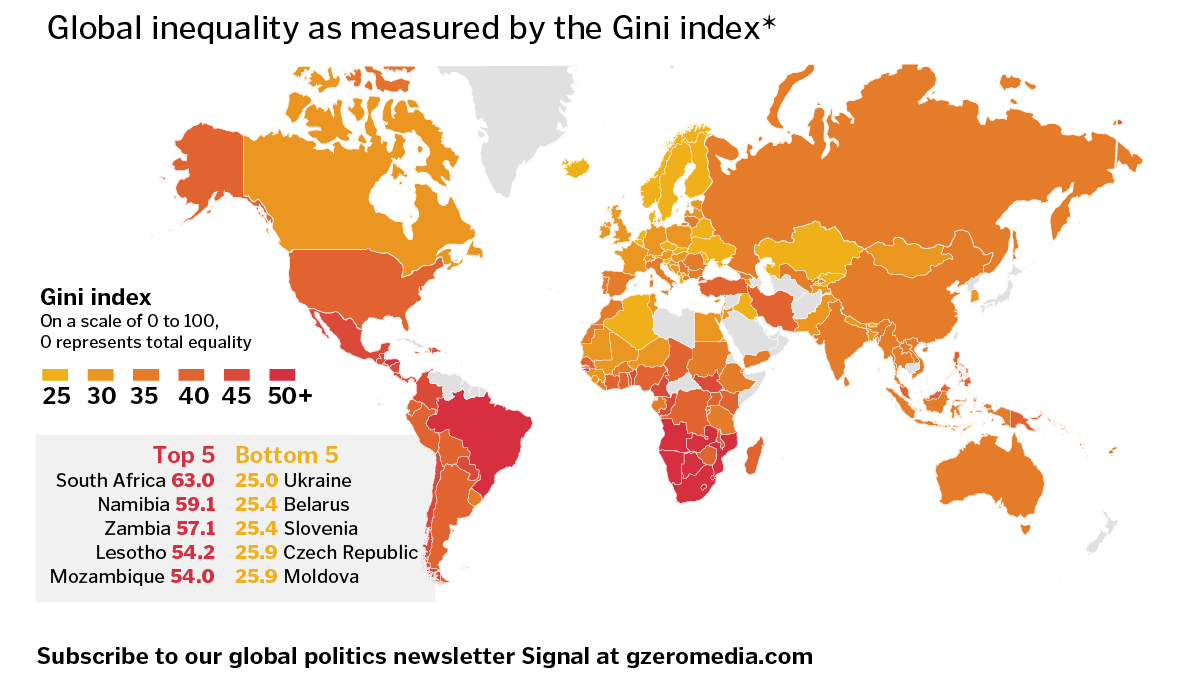 Global inequality as measured by the Gini index*
Gini index
On a scale of 0 to 100,
0 represents total equality
25 30 35 40 45 50+
Top 5 Bottom 5
South Africa 63.0 25.0 Ukraine
Namibia 59.1 25.4 Belarus
Zambia 57.1 25.4 Slovenia
Lesotho 54.2 25.9 Czech Republic
Mozambique 54.0 25.9 Moldova
Subscribe to our global politics newsletter Signal at gzeromedia.com